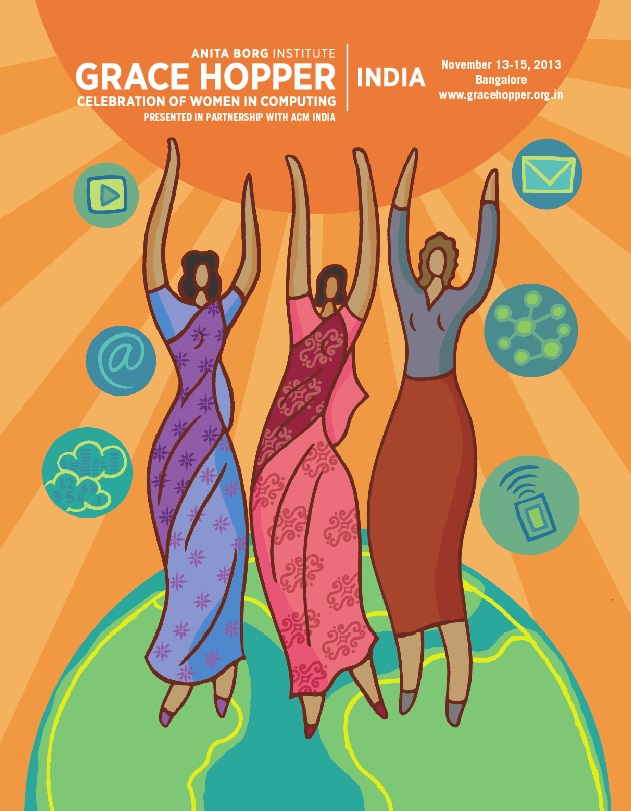 ANITA BORG INSTITUTE
GRACE HOPPER
CELEBRATION OF WOMEN IN COMPUTING
PRESENTED IN PARTNERSHIP WITH ACM INDIA
INDIA
November 13-15, 2013
Bangalore
www.gracehopper.org.in
@